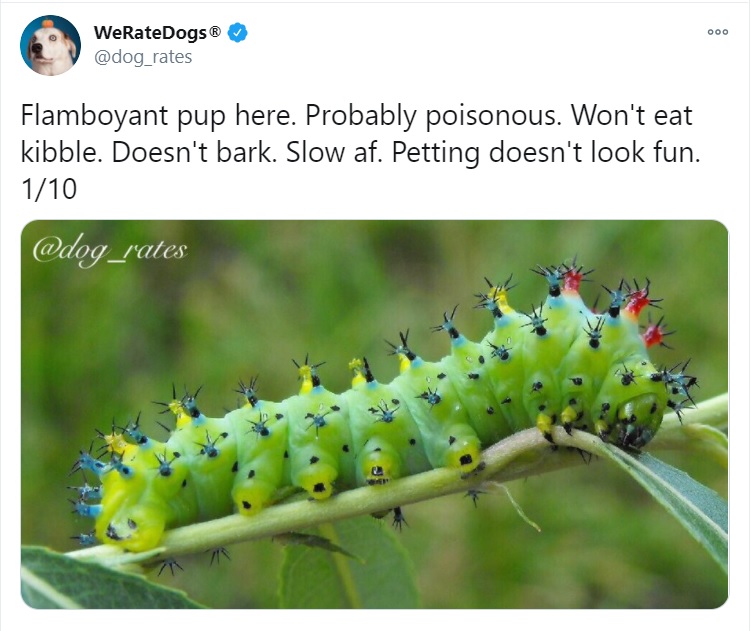 WeRateDogs®
@dog_rates
Flamboyant pup here. Probably poisonous. Won't eat
kibble. Doesn't bark. Slow af. Petting doesn't look fun.
1/10
@dog_rates